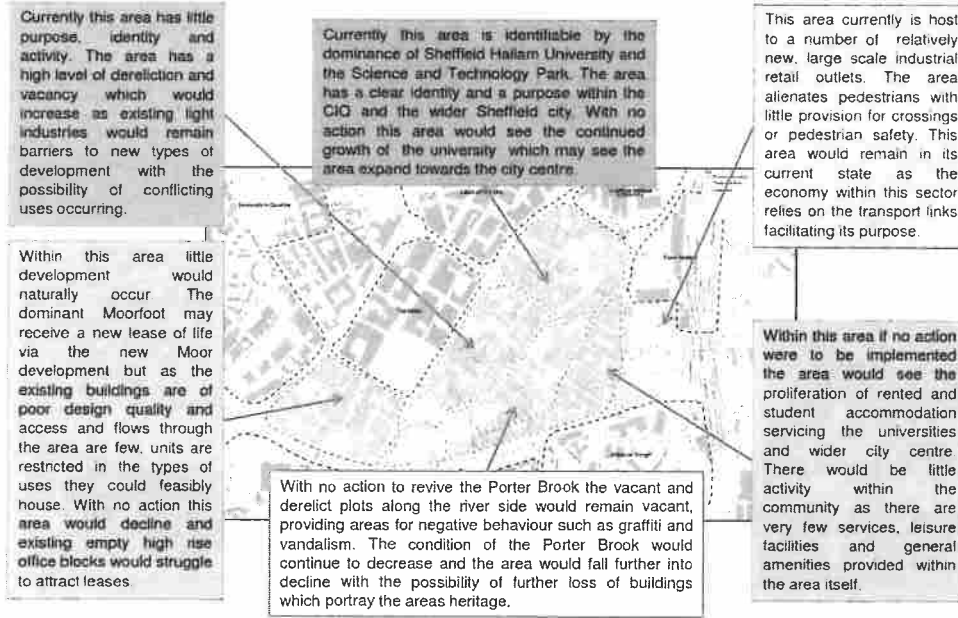 Currently this area has little
purpose, identity and
activity. The area has a
high level of dereliction and
vacancy which would
increase as existing light
industries would remain
barriers to new types of
development with the
possibility of conflicting
uses occurring.
Currently this area is identifiable by the
dominance of Sheffield Hallam University and
the Science and Technology Park. The area
has a clear identity and a purpose within the
CIQ and the wider Sheffield city. With no
action this area would see the continued
growth of the university which may see the
area expand towards the city centre.
This area currently is host
to a number of relatively
new, large scale industrial
retail outlets. The area
alienates pedestrians with
little provision for crossings
or pedestrian safety. This
area would remain in its
current state as the
economy within this sector
relies on the transport links
facilitating its purpose.
Within this area little
development would
naturally occur. The
dominant Moorfoot may
receive a new lease of life
via the new Moor
development but as the
existing buildings are of
poor design quality and
access and flows through
the area are few, units are
restricted in the types of
uses they could feasibly
house. With no action this
area would decline and
existing empty high rise
office blocks would struggle
to attract leases.
With no action to revive the Porter Brook the vacant and
derelict plots along the river side would remain vacant,
providing areas for negative behaviour such as graffiti and
vandalism. The condition of the Porter Brook would
continue to decrease and the area would fall further into
decline with the possibility of further loss of buildings
which portray the areas heritage.
Within this area if no action
were to be implemented
the area would see the
proliferation of rented and
student accommodation
servicing the universities
and wider city centre.
There would be little
activity within the
community as there are
very few services, leisure
facilities and general
amenities provided within
the area itself.